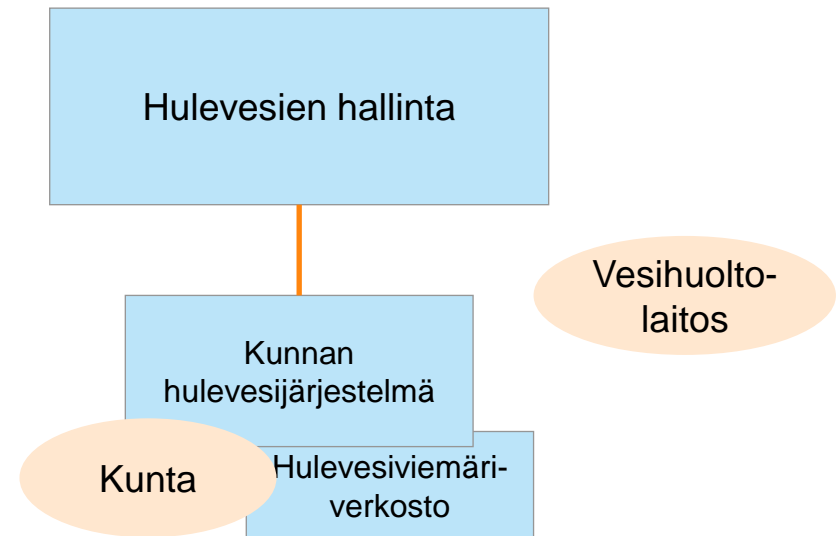 Hulevesien hallinta
Vesihuolto-
laitos
Kunnan
hulevesijärjestelmä
Kunta
Hulevesiviemäri-
verkosto